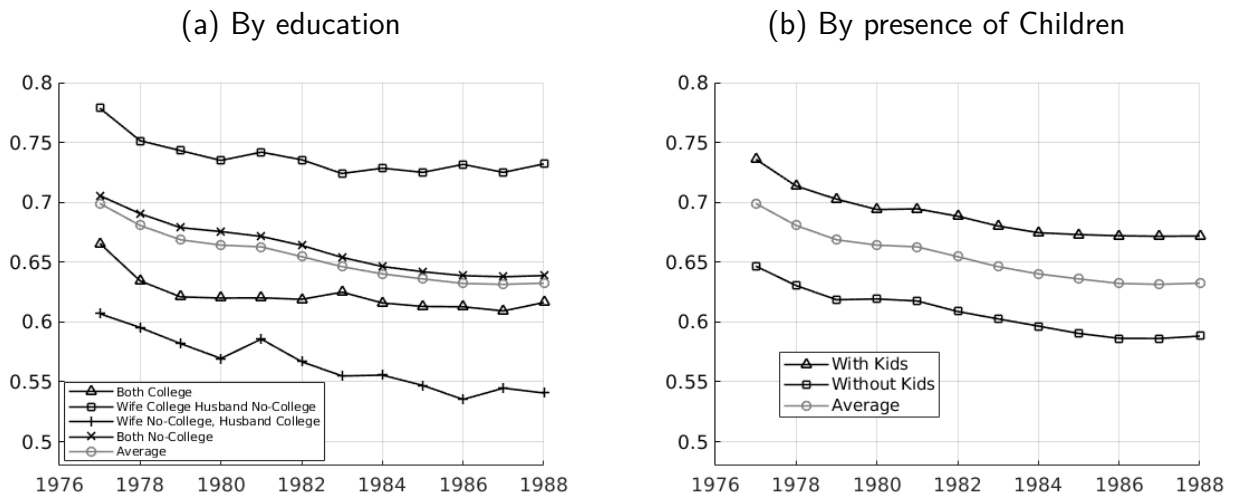 (a) By education
0.8
0.75
0.7
0.65
0.6
0.55
0.5
Both College
Wife College Husband No-College
Wife No-College, Husband College
Both No-College
Average
1976 1978 1980 1982 1984 1986 1988
(b) By presence of Children
0.8
0.75
0.7
0.65
0.6
0.55
0.5
With Kids
Without Kids
Average
1976 1978 1980 1982 1984 1986 1988